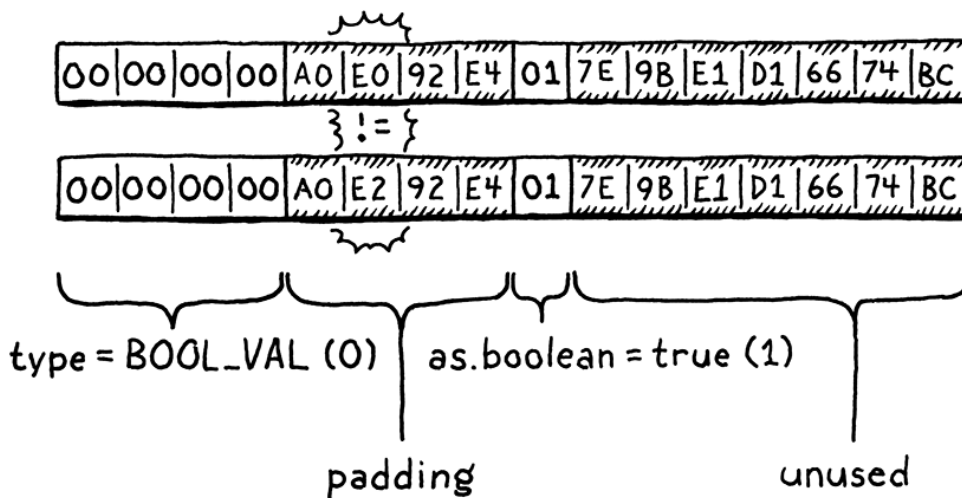 00 00 00 00 A0 E0 92 E4 01 7E 9B E1 D1 66 74 BC
!=
00 00 00 00 A0 E2 92 E4 01 7E 9B E1 D1 66 74 BC
type = BOOL_VAL (0) as.boolean = true (1)
padding unused